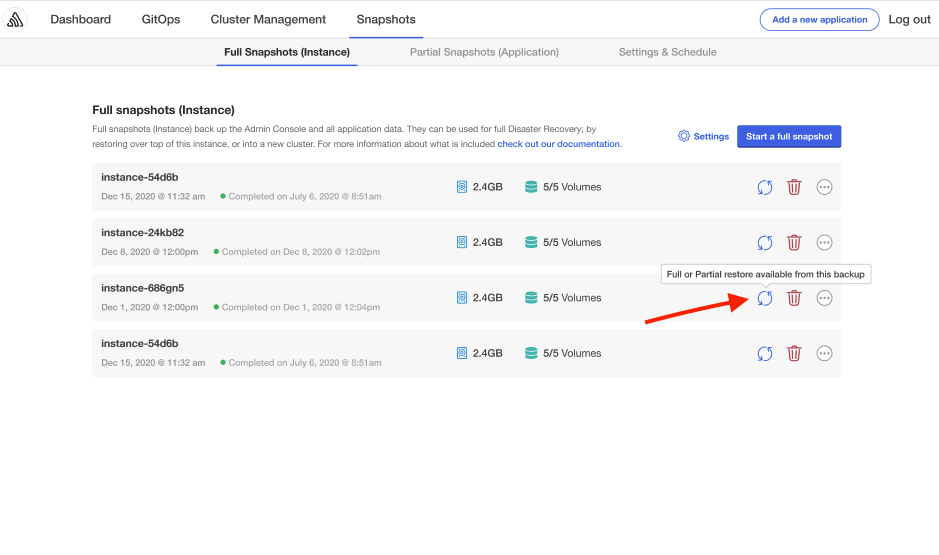 Dashboard GitOps Cluster Management Snapshots Add a new application Log out
Full Snapshots (Instance) Partial Snapshots (Application) Settings & Schedule
Full snapshots (Instance)
Full snapshots (Instance) back up the Admin Console and all application data. They can be used for full Disaster Recovery; by
restoring over top of this instance, or into a new cluster. For more information about what is included check out our documentation.
Settings Start a full snapshot
instance-54d6b
Dec 15, 2020 @ 11:32 am Completed on July 6, 2020 @ 8:51am
2.4GB 5/5 Volumes
instance-24kb82
Dec 8, 2020 @ 12:00pm Completed on Dec 8, 2020 @ 12:02pm
2.4GB 5/5 Volumes
Full or Partial restore available from this backup
instance-686gn5
Dec 1, 2020 @ 12:00pm Completed on Dec 1, 2020 @ 12:04pm
2.4GB 5/5 Volumes
instance-54d6b
Dec 15, 2020 @ 11:32 am Completed on July 6, 2020 @ 8:51am
2.4GB 5/5 Volumes